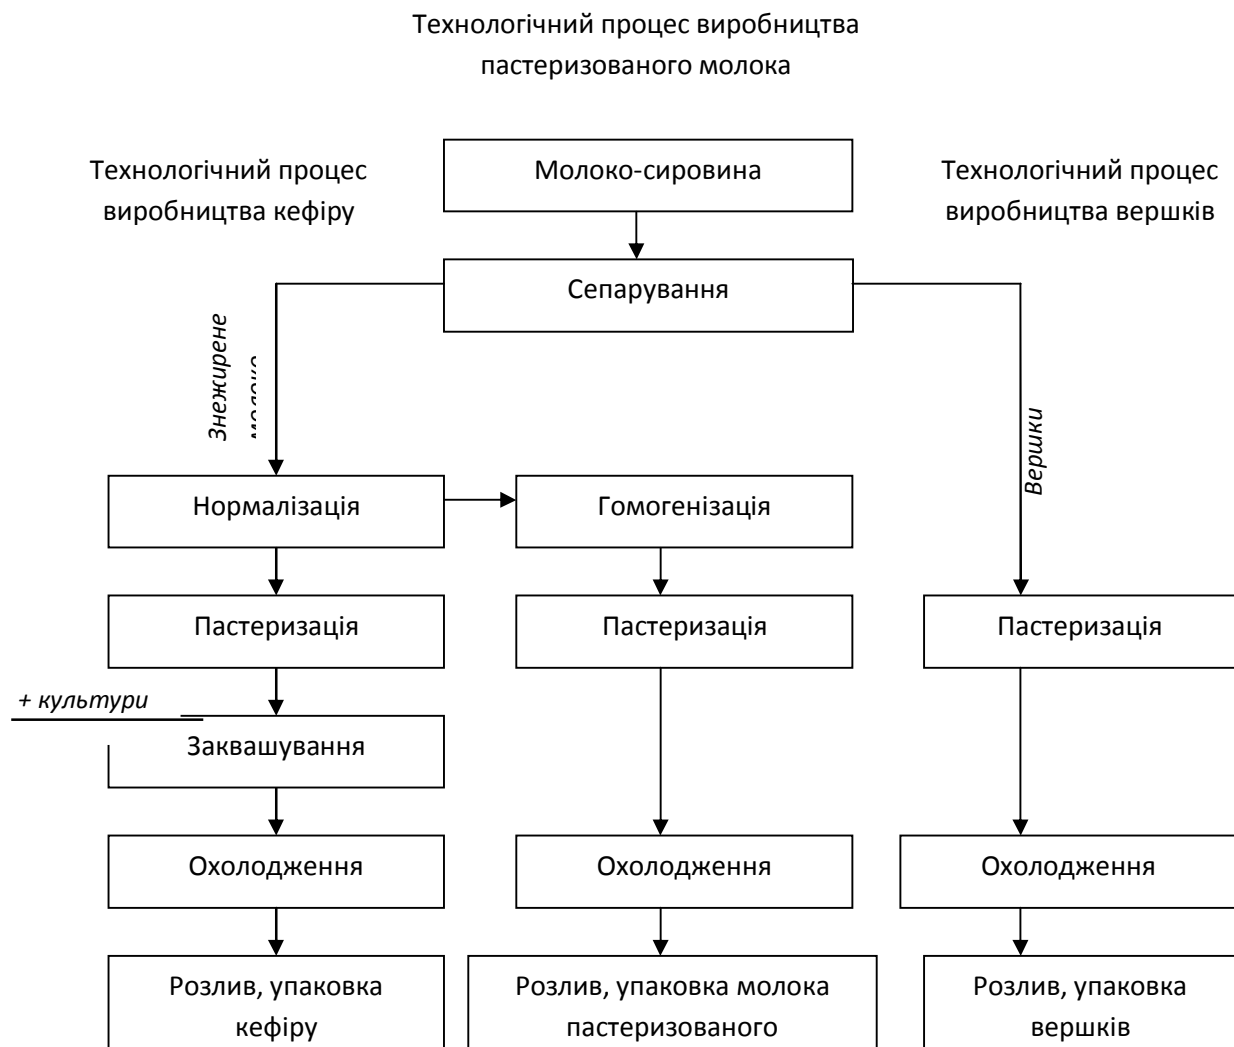 Технологічний процес виробництва
пастеризованого молока
Технологічний процес
виробництва кефіру
Молоко-сировина
Технологічний процес
виробництва вершків
Сепарування
Знежирене
молоко
Вершки
Нормалізація
Гомогенізація
Пастеризація
Пастеризація
Пастеризація
+ культури
Заквашування
Охолодження
Охолодження
Охолодження
Розлив, упаковка
кефіру
Розлив, упаковка молока
пастеризованого
Розлив, упаковка
вершків